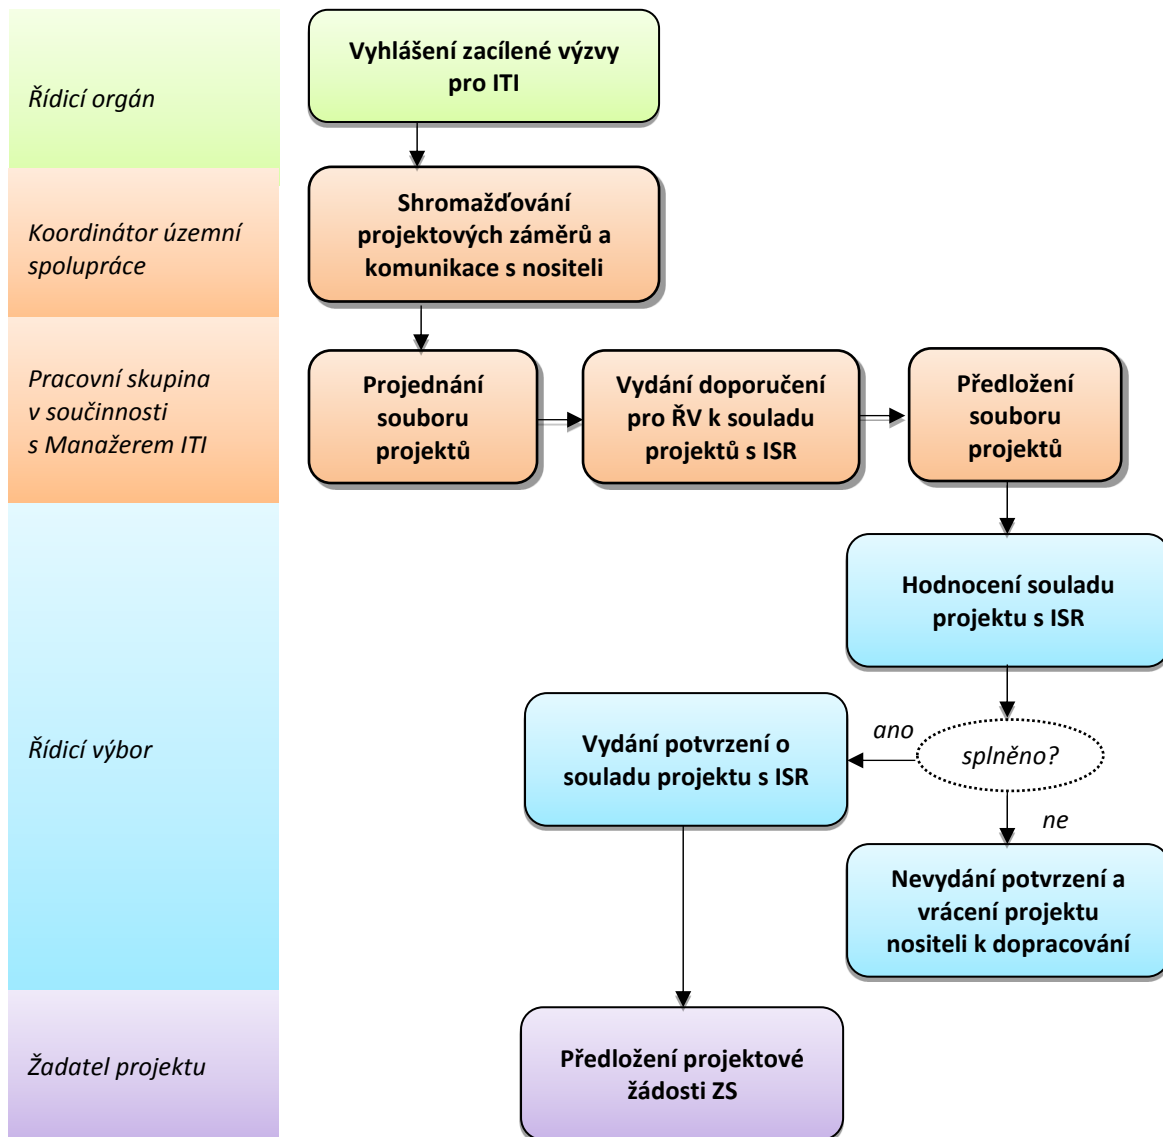 Řídicí orgán
Vyhlášení zacílené výzvy
pro ITI
Koordinátor územní
spolupráce
Shromažďování
projektových záměrů a
komunikace s nositeli
Pracovní skupina
v součinnosti
s Manažerem ITI
Projednání
souboru
projektů
Vydání doporučení
pro ŘV k souladu
projektů s ISR
Předložení
souboru
projektů
Řídicí výbor
Hodnocení souladu
projektu s ISR
splněno?
ano
Vydání potvrzení o
souladu projektu s ISR
ne
Nevydání potvrzení a
vrácení projektu
nositeli k dopracování
Žadatel projektu
Předložení projektové
žádosti ZS